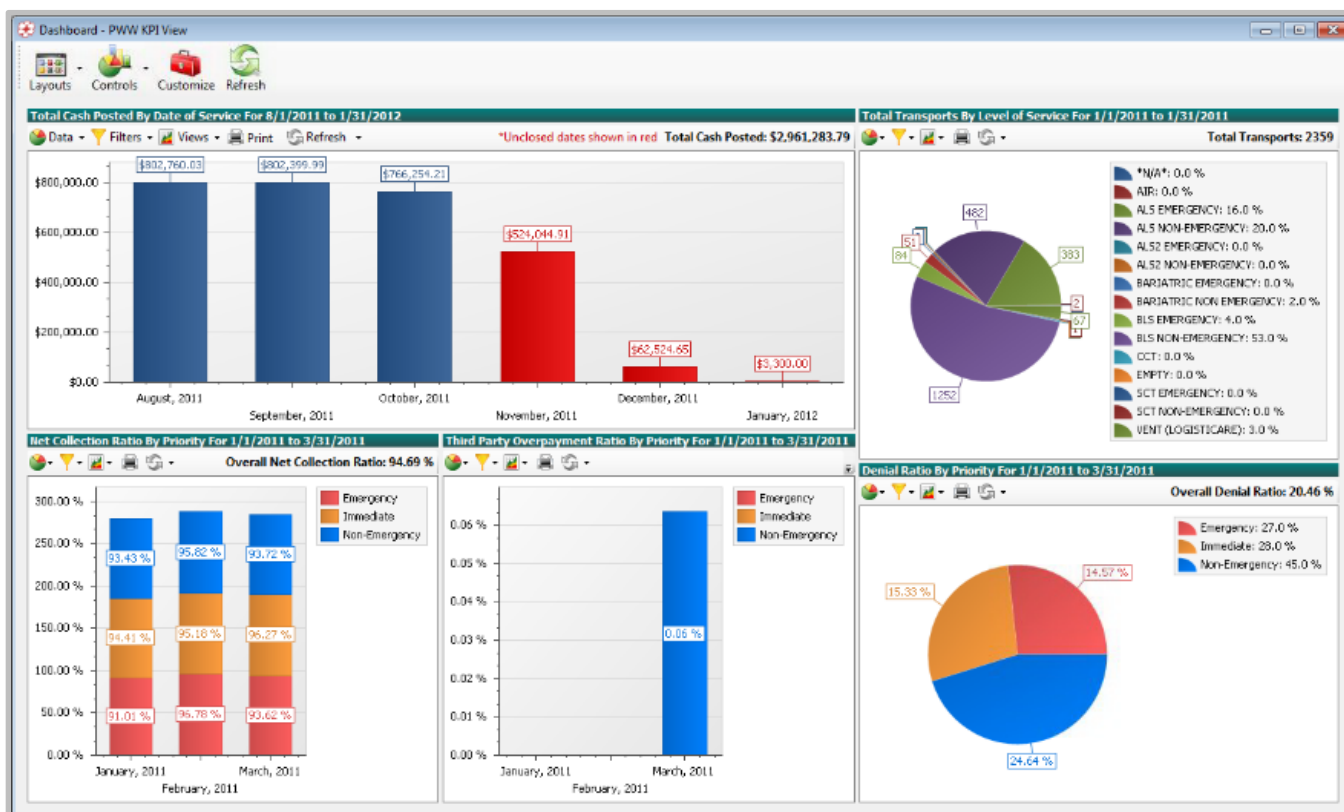 Dashboard - PWW KPI View
Layouts Controls Customize Refresh
Total Cash Posted By Date of Service For 8/1/2011 to 1/31/2012
Data Filters Views Print Refresh *Unclosed dates shown in red Total Cash Posted: $2,961,283.79
$802,760.03 $802,399.99 $766,254.21 $524,044.91 $62,524.65 $3,300.00
$800,000.00
$600,000.00
$400,000.00
$200,000.00
$0.00
August, 2011 September, 2011 October, 2011 November, 2011 December, 2011 January, 2012
Total Transports By Level of Service For 1/1/2011 to 1/31/2011
Total Transports: 2359
482
383
51
84
2
67
1252
*N/A*: 0.0 %
AIR: 0.0 %
ALS EMERGENCY: 16.0 %
ALS NON-EMERGENCY: 20.0 %
ALS2 EMERGENCY: 0.0 %
ALS2 NON-EMERGENCY: 0.0 %
BARIATRIC EMERGENCY: 0.0 %
BARIATRIC NON EMERGENCY: 2.0 %
BLS EMERGENCY: 4.0 %
BLS NON-EMERGENCY: 53.0 %
CCT: 0.0 %
EMPTY: 0.0 %
SCT EMERGENCY: 0.0 %
SCT NON-EMERGENCY: 0.0 %
VENT (LOGISTICARE): 3.0 %
Net Collection Ratio By Priority For 1/1/2011 to 3/31/2011
Overall Net Collection Ratio: 94.69 %
300.00 %
250.00 %
200.00 %
150.00 %
100.00 %
50.00 %
0.00 %
93.43 % 95.82 % 93.72 %
94.41 % 95.18 % 96.27 %
91.01 % 96.78 % 93.62 %
January, 2011 February, 2011 March, 2011
Emergency
Immediate
Non-Emergency
Third Party Overpayment Ratio By Priority For 1/1/2011 to 3/31/2011
0.06 %
0.05 %
0.04 %
0.03 %
0.02 %
0.01 %
0.00 %
0.06 %
January, 2011 February, 2011 March, 2011
Emergency
Immediate
Non-Emergency
Denial Ratio By Priority For 1/1/2011 to 3/31/2011
Overall Denial Ratio: 20.46 %
Emergency: 27.0 %
Immediate: 28.0 %
Non-Emergency: 45.0 %
14.57 %
15.33 %
24.64 %